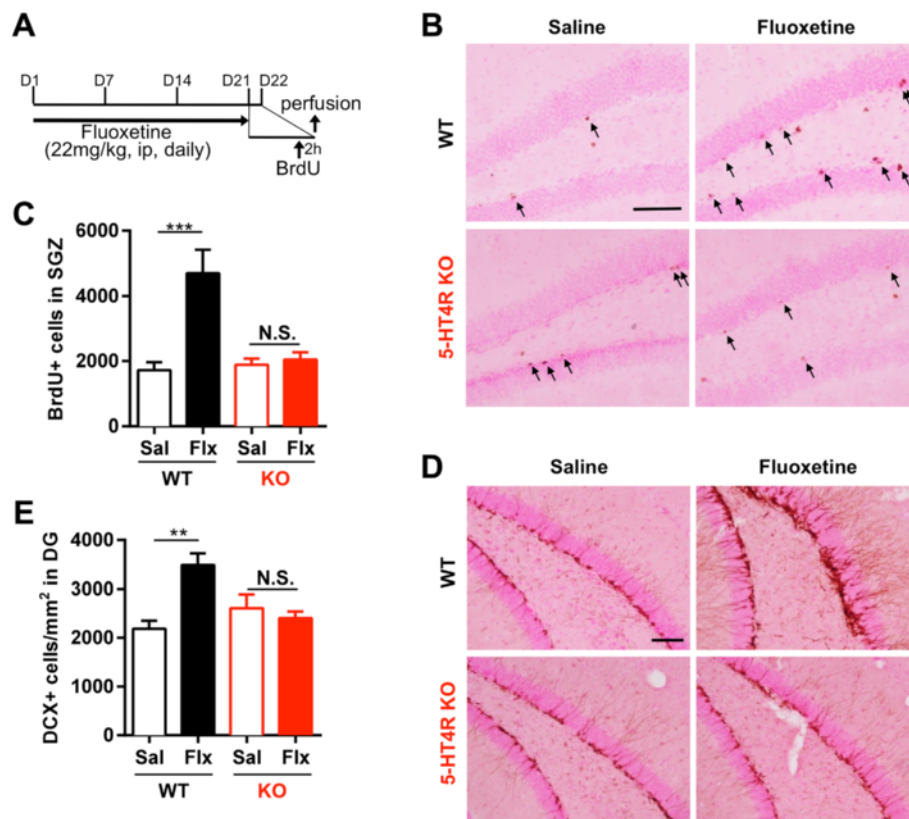 A
D1 D7 D14 D21 D22
perfusion
Fluoxetine
(22mg/kg, ip, daily)
2h
BrdU
B
Saline Fluoxetine
WT
5-HT4R KO
C
BrdU+ cells in SGZ
6000
4000
2000
0
***
N.S.
Sal Flx Sal Flx
WT KO
D
Saline Fluoxetine
WT
5-HT4R KO
E
DCX+ cells/mm² in DG
4000
3000
2000
1000
0
**
N.S.
Sal Flx Sal Flx
WT KO